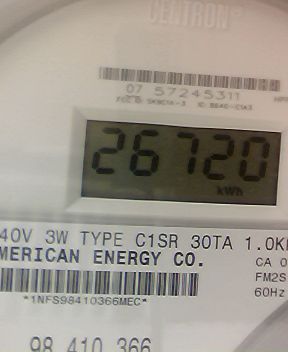 CENTRON®
07 57245311
26720
kWh
40V 3W TYPE C1SR 30TA 1.0K
MERICAN ENERGY CO.
CA 0
FM2S
60Hz
*1NFS98410366MEC*
98 410 366